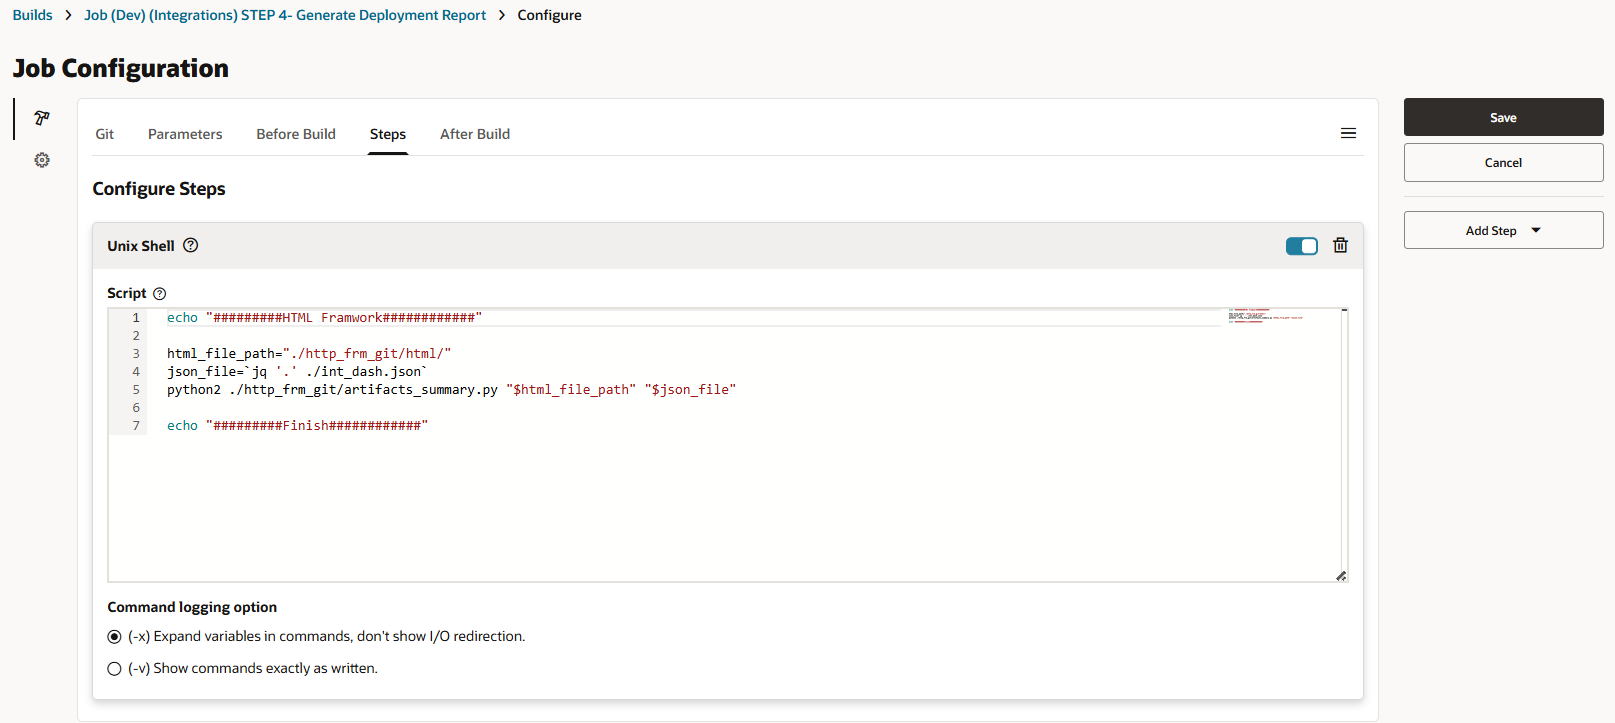 Builds > Job (Dev) (Integrations) STEP 4- Generate Deployment Report > Configure
Job Configuration
Git Parameters Before Build Steps After Build
Save
Cancel
Add Step
Configure Steps
Unix Shell
Script
1 echo "#########HTML Framwork############"
2
3 html_file_path="./http_frm_git/html/"
4 json_file=`jq '.' ./int_dash.json`
5 python2 ./http_frm_git/artifacts_summary.py "$html_file_path" "$json_file"
6
7 echo "#########Finish############"
Command logging option
(-x) Expand variables in commands, don't show I/O redirection.
(-v) Show commands exactly as written.